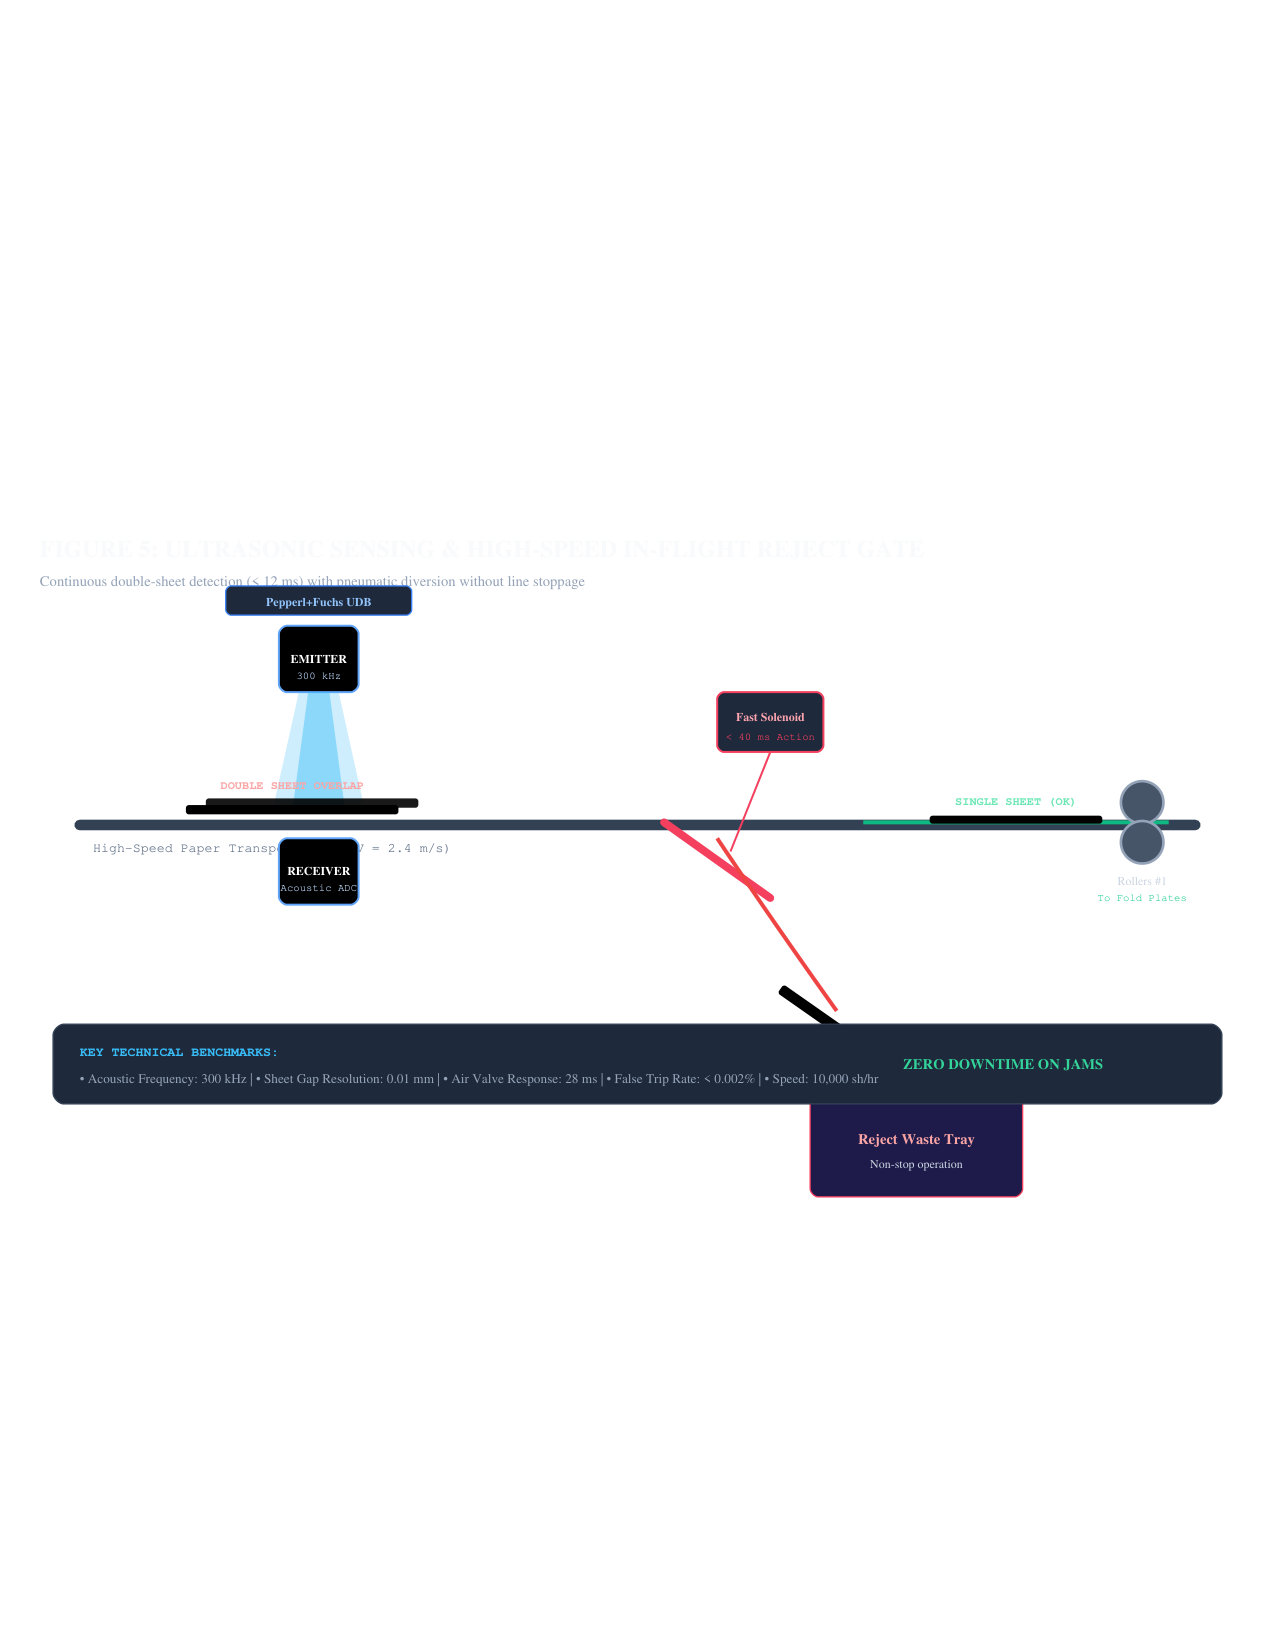 FIGURE 5: ULTRASONIC SENSING & HIGH-SPEED IN-FLIGHT REJECT GATE
Continuous double-sheet detection (< 12 ms) with pneumatic diversion without line stoppage
Pepperl+Fuchs UDB
EMITTER
300 kHz
Fast Solenoid
< 40 ms Action
DOUBLE SHEET OVERLAP
SINGLE SHEET (OK)
High-Speed Paper V = 2.4 m/s)
RECEIVER
Acoustic ADC
Rollers #1
To Fold Plates
KEY TECHNICAL BENCHMARKS:
• Acoustic Frequency: 300 kHz | • Sheet Gap Resolution: 0.01 mm | • Air Valve Response: 28 ms | • False Trip Rate: < 0.002% | • Speed: 10,000 sh/hr
ZERO DOWNTIME ON JAMS
Reject Waste Tray
Non-stop operation